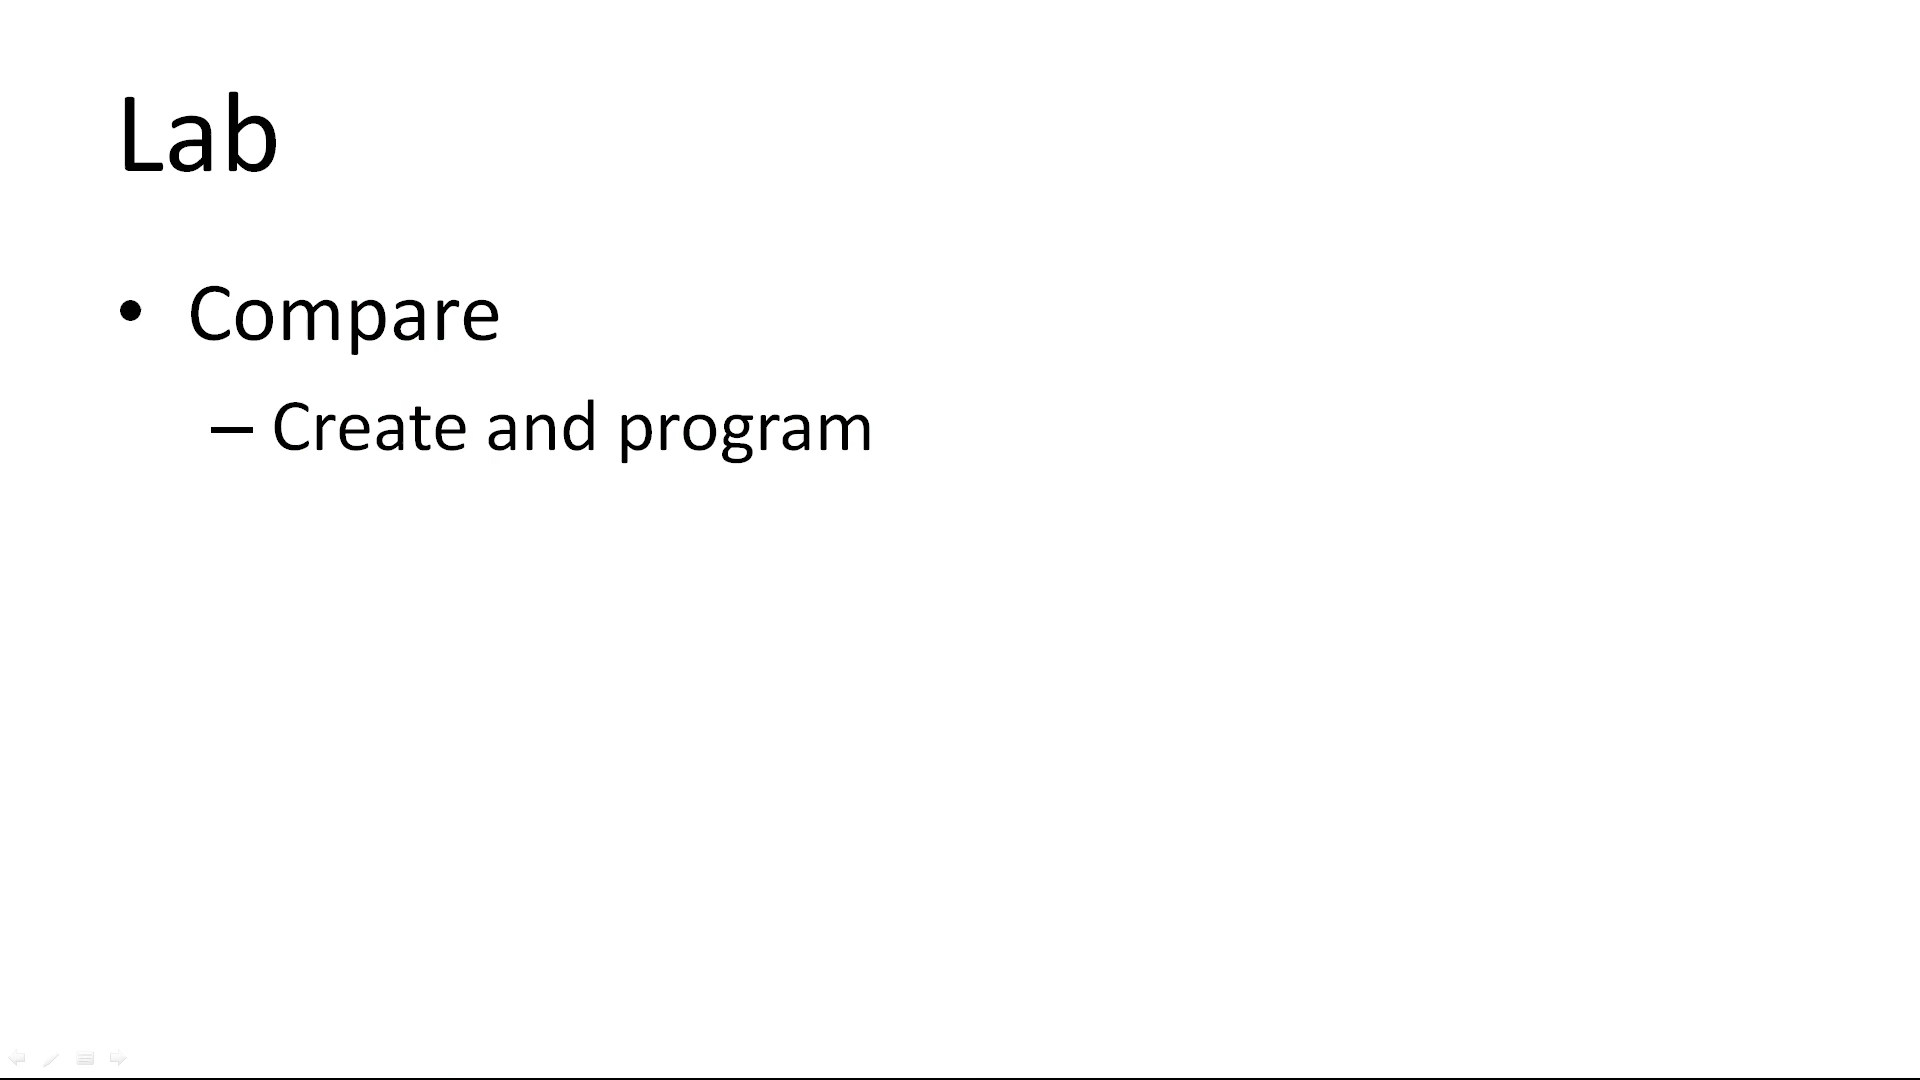 Lab
• Compare
– Create and program